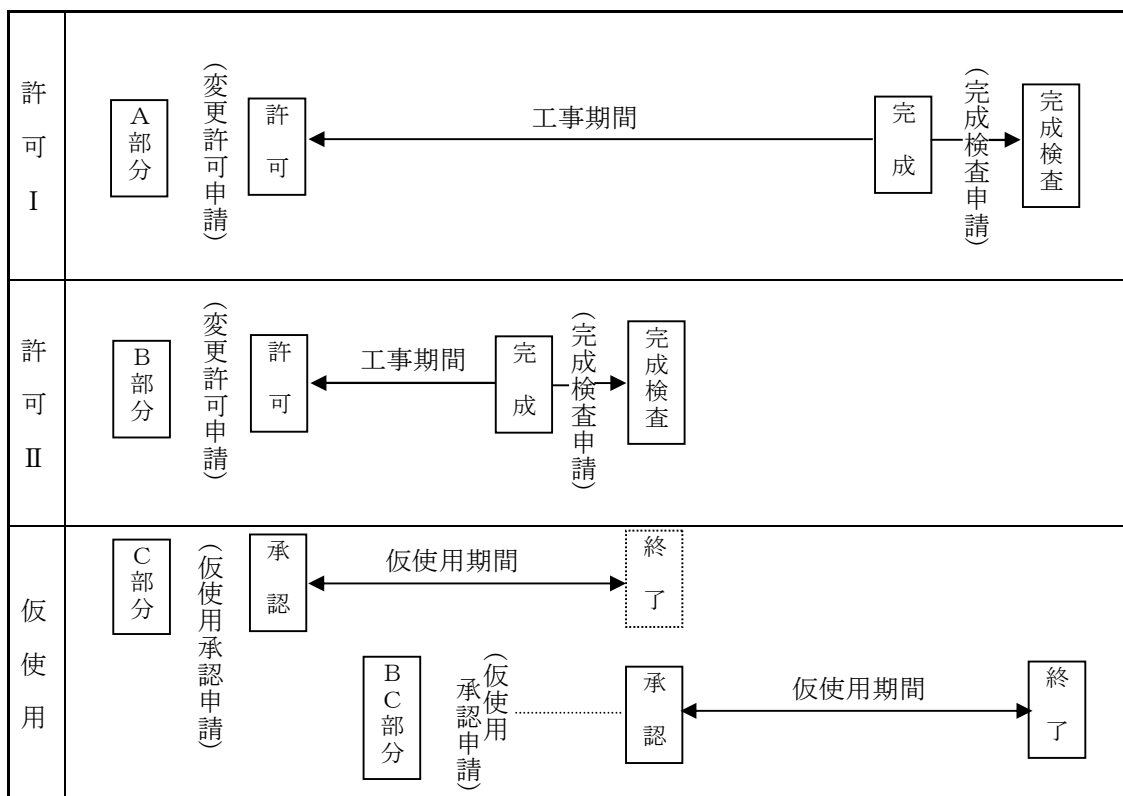 許可Ⅰ
A部分
(変更許可申請)
許可
工事期間
完成
(完成検査申請)
完成検査
許可Ⅱ
B部分
(変更許可申請)
許可
工事期間
完成
(完成検査申請)
完成検査
仮使用
C部分
(仮使用承認申請)
承認
仮使用期間
終了
BC部分
(仮使用
承認申請)
承認
仮使用期間
終了